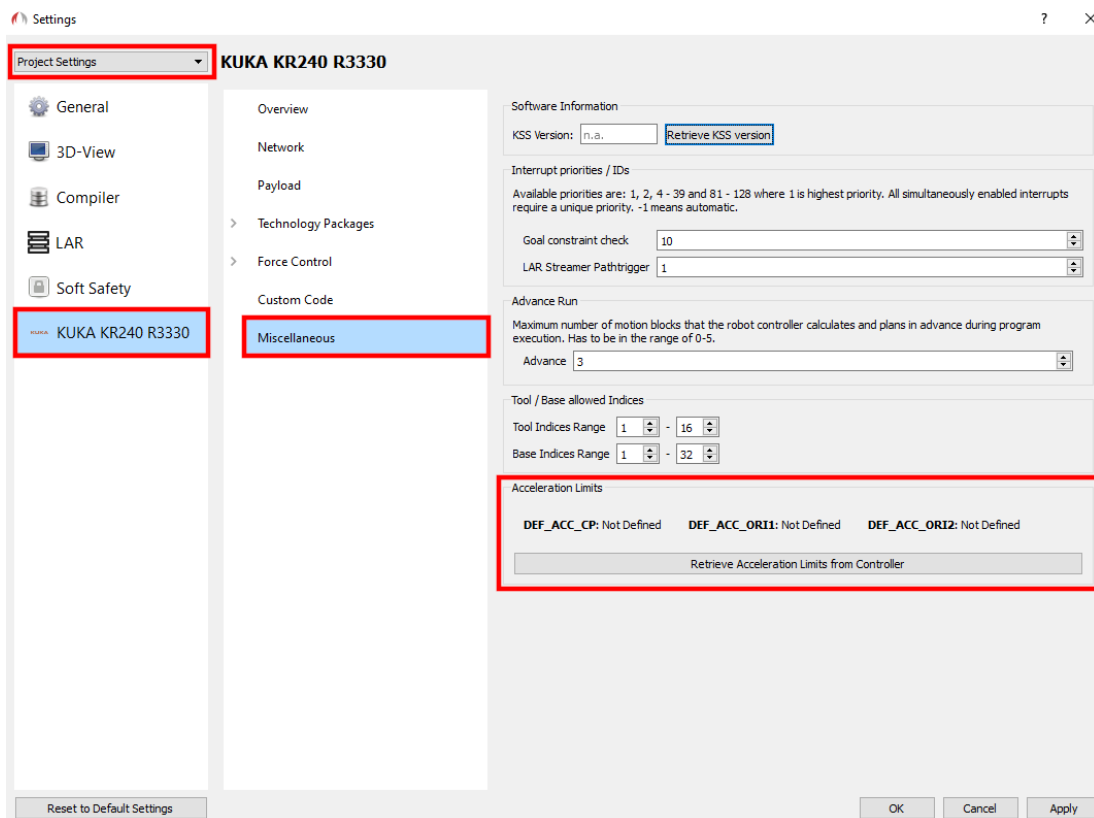 Settings
?
Project Settings
KUKA KR240 R3330
General
3D-View
Compiler
LAR
Soft Safety
KUKA KUKA KR240 R3330
Overview
Network
Payload
Technology Packages
Force Control
Custom Code
Miscellaneous
Software Information
KSS Version: n.a. Retrieve KSS version
Interrupt priorities / IDs
Available priorities are: 1, 2, 4 - 39 and 81 - 128 where 1 is highest priority. All simultaneously enabled interrupts
require a unique priority. -1 means automatic.
Goal constraint check 10
LAR Streamer Pathtrigger 1
Advance Run
Maximum number of motion blocks that the robot controller calculates and plans in advance during program
execution. Has to be in the range of 0-5.
Advance 3
Tool / Base allowed Indices
Tool Indices Range 1 - 16
Base Indices Range 1 - 32
Acceleration Limits
DEF_ACC_CP: Not Defined DEF_ACC_ORI1: Not Defined DEF_ACC_ORI2: Not Defined
Retrieve Acceleration Limits from Controller
Reset to Default Settings
OK Cancel Apply